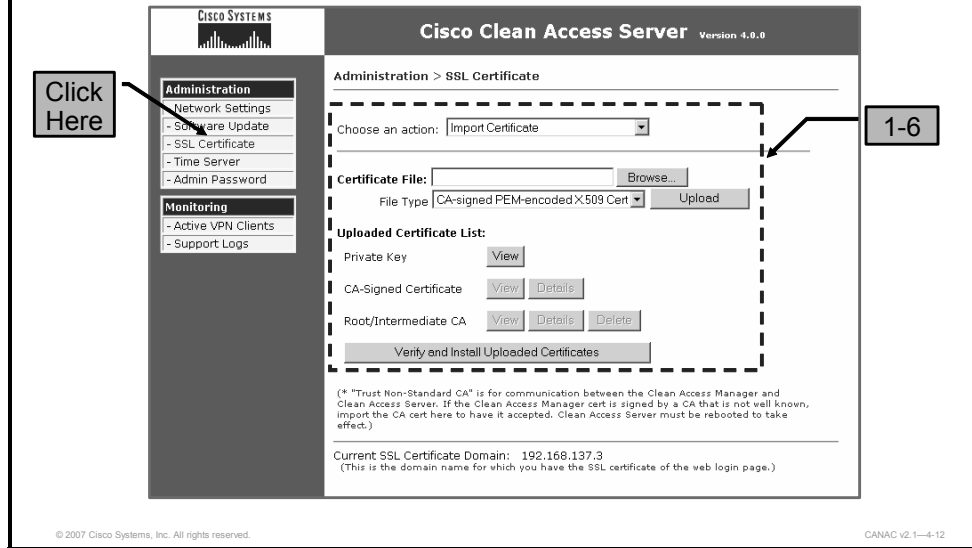 CISCO SYSTEMS
Cisco Clean Access Server Version 4.0.0
Click Here
Administration
- Network Settings
- Software Update
- SSL Certificate
- Time Server
- Admin Password
Monitoring
- Active VPN Clients
- Support Logs
Administration > SSL Certificate
1-6
Choose an action: Import Certificate
Certificate File: Browse...
File Type CA-signed PEM-encoded X.509 Cert Upload
Uploaded Certificate List:
Private Key View
CA-Signed Certificate View Details
Root/Intermediate CA View Details Delete
Verify and Install Uploaded Certificates
(* "Trust Non-Standard CA" is for communication between the Clean Access Manager and
Clean Access Server. If the Clean Access Manager cert is signed by a CA that is not well known,
import the CA cert here to have it accepted. Clean Access Server must be rebooted to take
effect.)
Current SSL Certificate Domain: 192.168.137.3
(This is the domain name for which you have the SSL certificate of the web login page.)
© 2007 Cisco Systems, Inc. All rights reserved.
CANAC v2.1—4-12